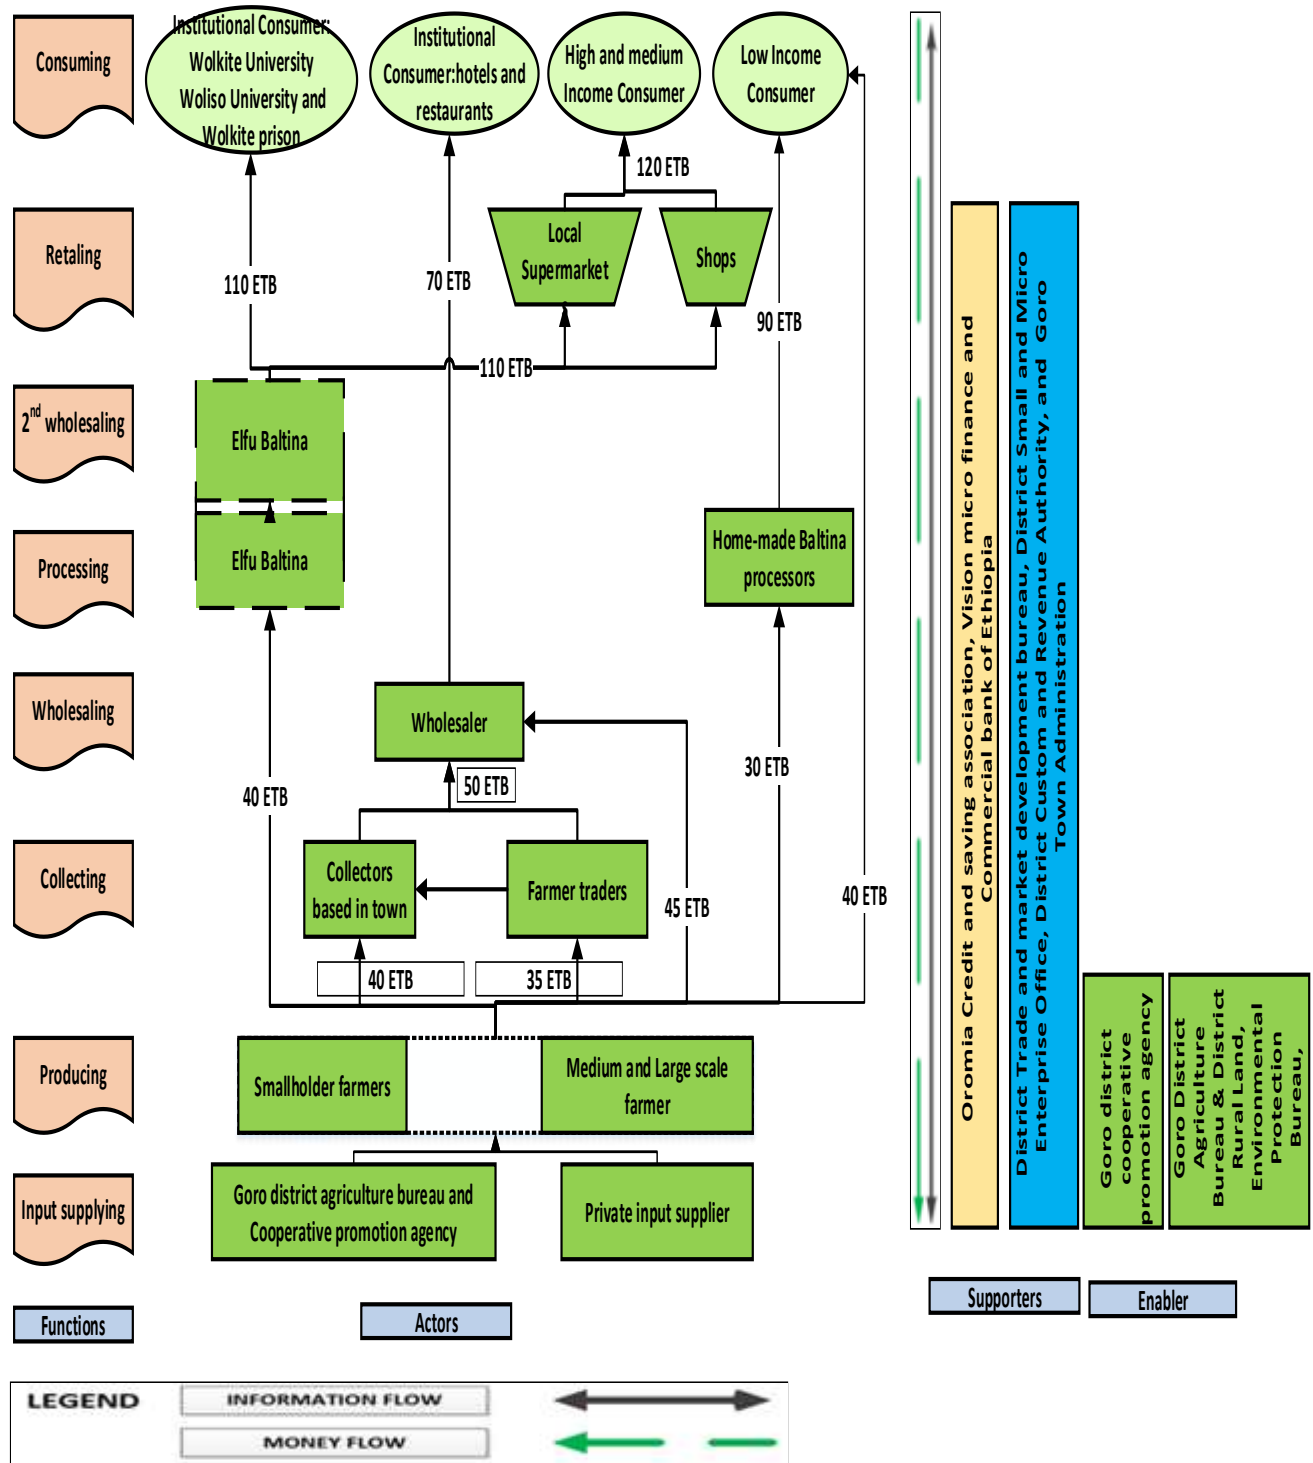 Consuming
Institutional Consumer:
Wolkite University
Woliso University and
Wolkite prison
Institutional
Consumer:hotels and
restaurants
High and medium
Income Consumer
Low Income
Consumer
120 ETB
Retaling
Local
Supermarket
Shops
110 ETB
70 ETB
90 ETB
110 ETB
2nd wholesaling
Elfu Baltina
Processing
Elfu Baltina
Home-made Baltina
processors
Wholesaling
Wholesaler
40 ETB
50 ETB
30 ETB
Collecting
Collectors
based in town
Farmer traders
45 ETB
40 ETB
40 ETB
35 ETB
Producing
Smallholder farmers
Medium and Large scale
farmer
Input supplying
Goro district agriculture bureau and
Cooperative promotion agency
Private input supplier
Oromia Credit and saving association, Vision micro finance and
Commercial bank of Ethiopia
District Trade and market development bureau, District Small and Micro
Enterprise Office, District Custom and Revenue Authority, and Goro
Town Administration
Goro district
cooperative
promotion agency
Goro District
Agriculture
Bureau & District
Rural Land,
Environmental
Protection
Bureau,
Functions
Actors
Supporters
Enabler
LEGEND
INFORMATION FLOW
MONEY FLOW